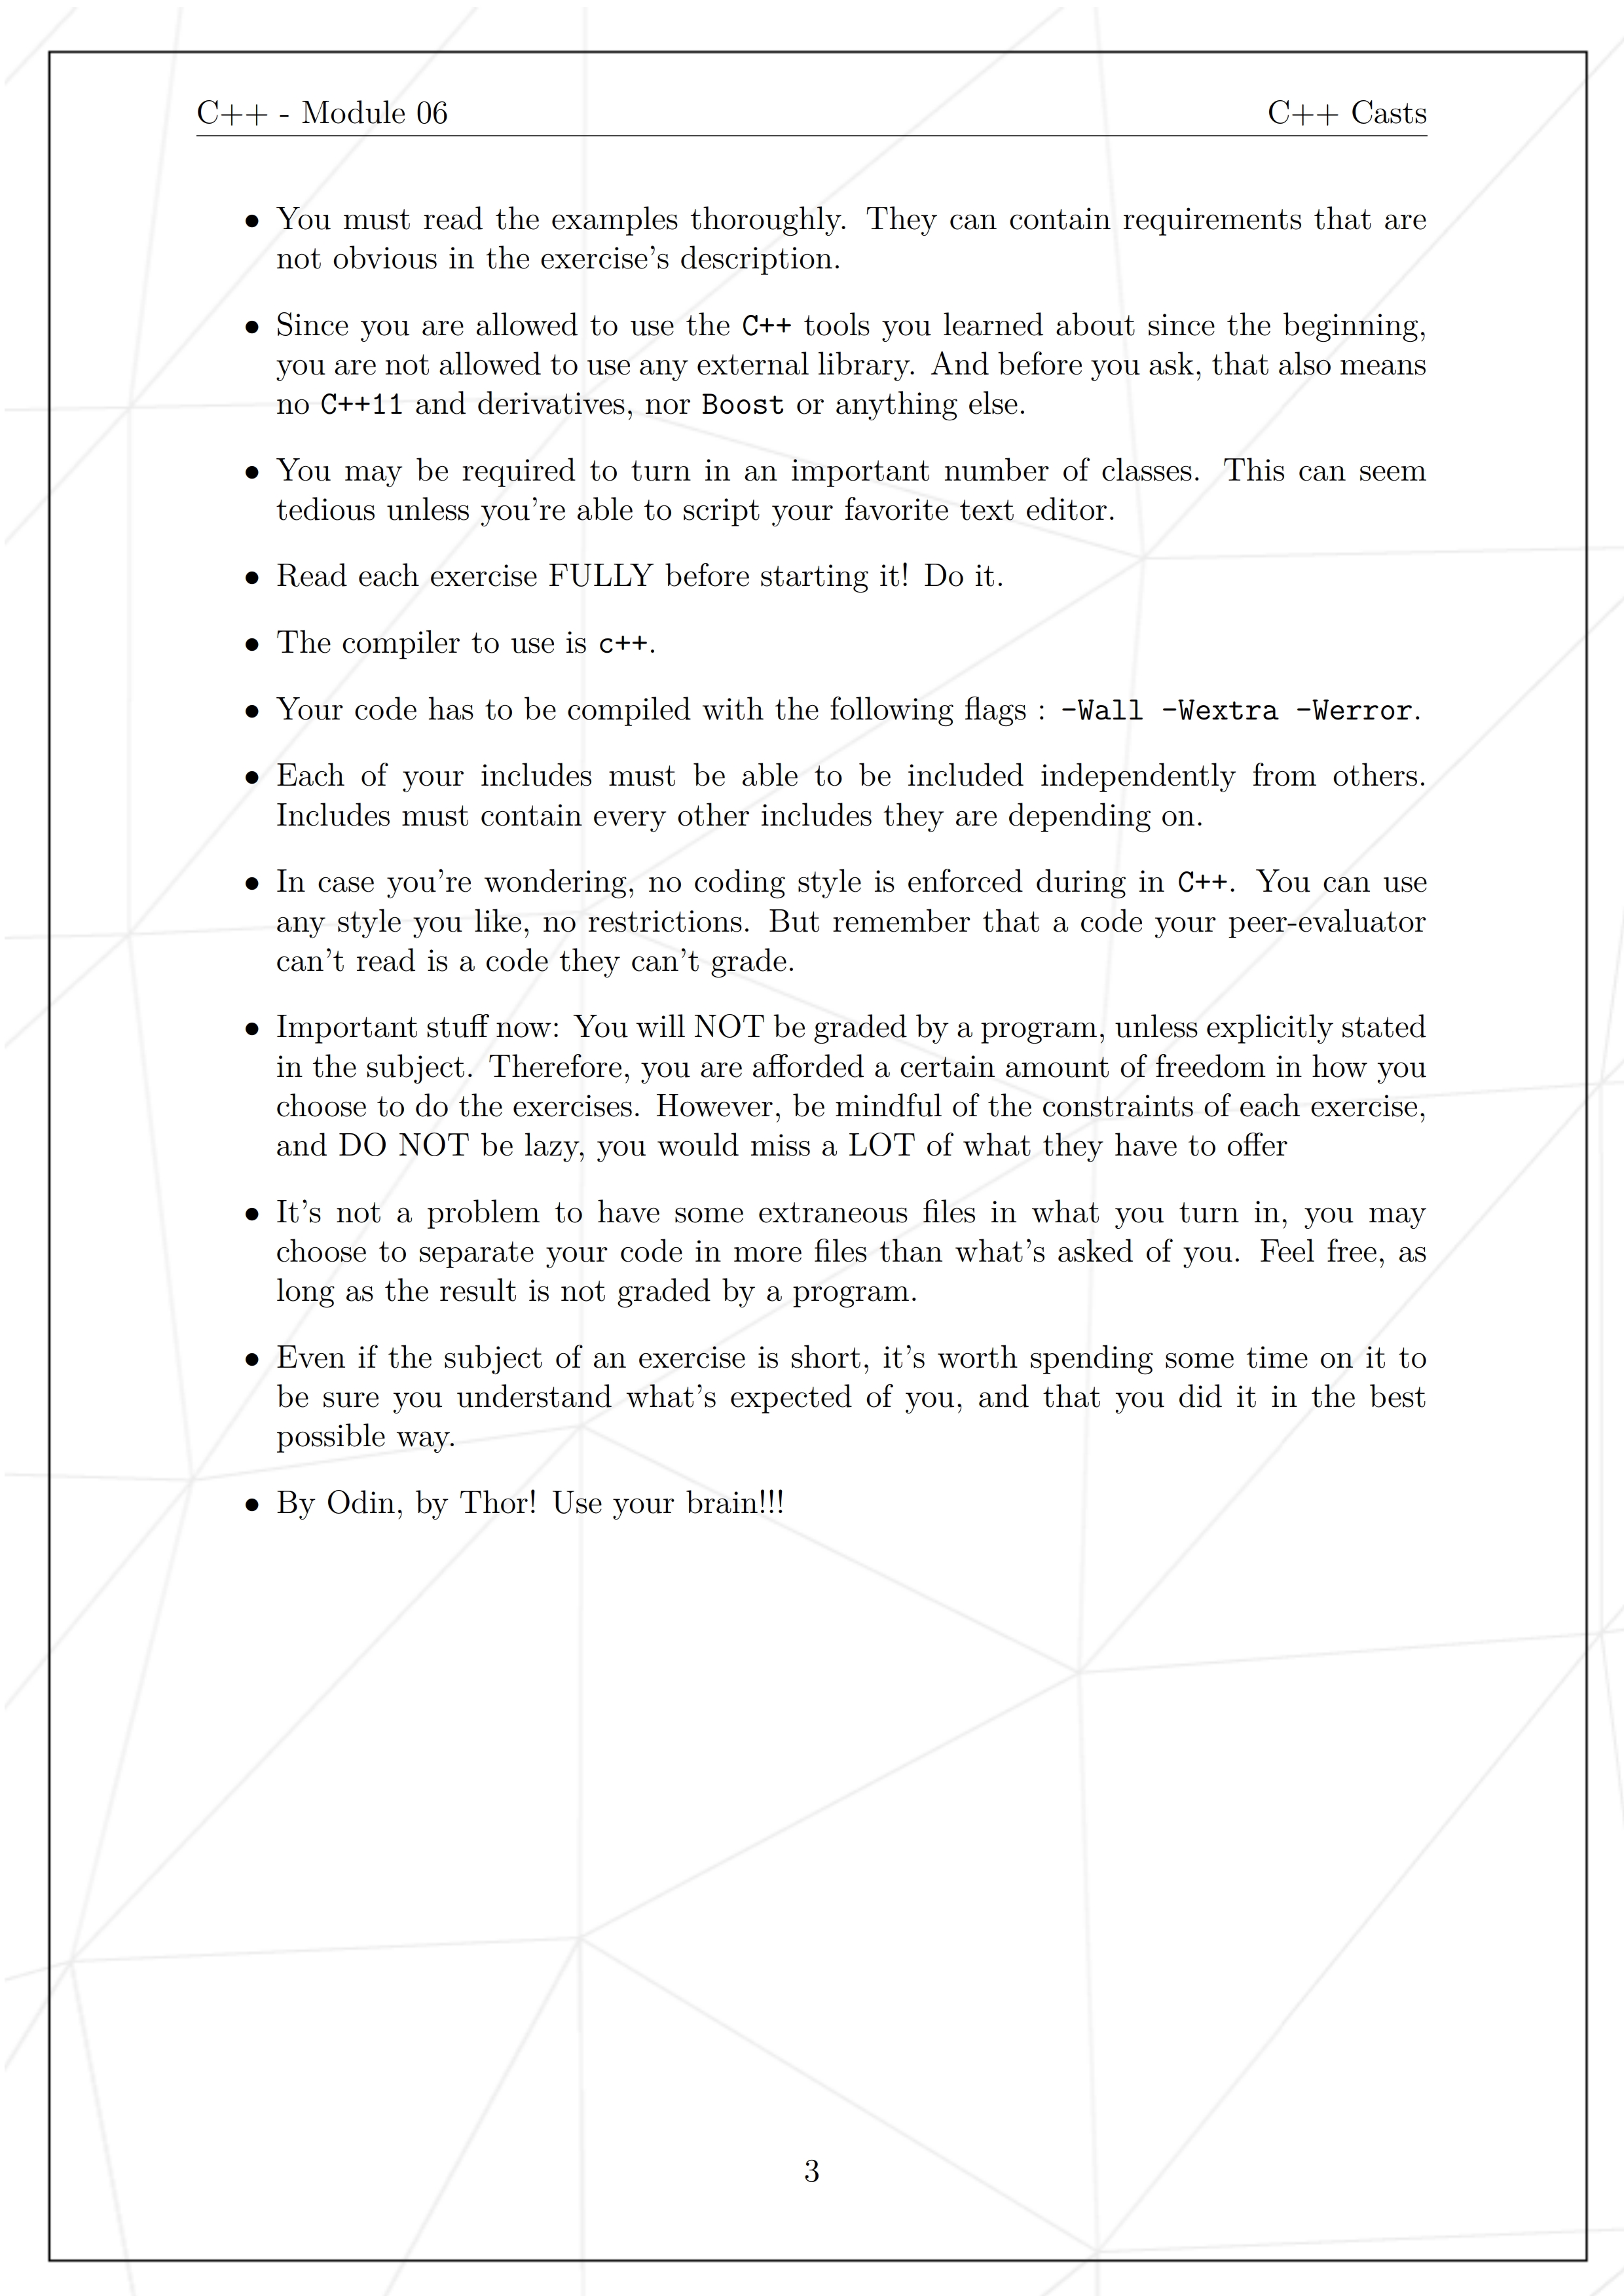 C++ - Module 06 C++ Casts
• You must read the examples thoroughly. They can contain requirements that are
not obvious in the exercise's description.
• Since you are allowed to use the C++ tools you learned about since the beginning,
you are not allowed to use any external library. And before you ask, that also means
no C++11 and derivatives, nor Boost or anything else.
• You may be required to turn in an important number of classes. This can seem
tedious unless you're able to script your favorite text editor.
• Read each exercise FULLY before starting it! Do it.
• The compiler to use is c++.
• Your code has to be compiled with the following flags : -Wall -Wextra -Werror.
• Each of your includes must be able to be included independently from others.
Includes must contain every other includes they are depending on.
• In case you're wondering, no coding style is enforced during in C++. You can use
any style you like, no restrictions. But remember that a code your peer-evaluator
can't read is a code they can't grade.
• Important stuff now: You will NOT be graded by a program, unless explicitly stated
in the subject. Therefore, you are afforded a certain amount of freedom in how you
choose to do the exercises. However, be mindful of the constraints of each exercise,
and DO NOT be lazy, you would miss a LOT of what they have to offer
• It's not a problem to have some extraneous files in what you turn in, you may
choose to separate your code in more files than what's asked of you. Feel free, as
long as the result is not graded by a program.
• Even if the subject of an exercise is short, it's worth spending some time on it to
be sure you understand what's expected of you, and that you did it in the best
possible way.
• By Odin, by Thor! Use your brain!!!
3